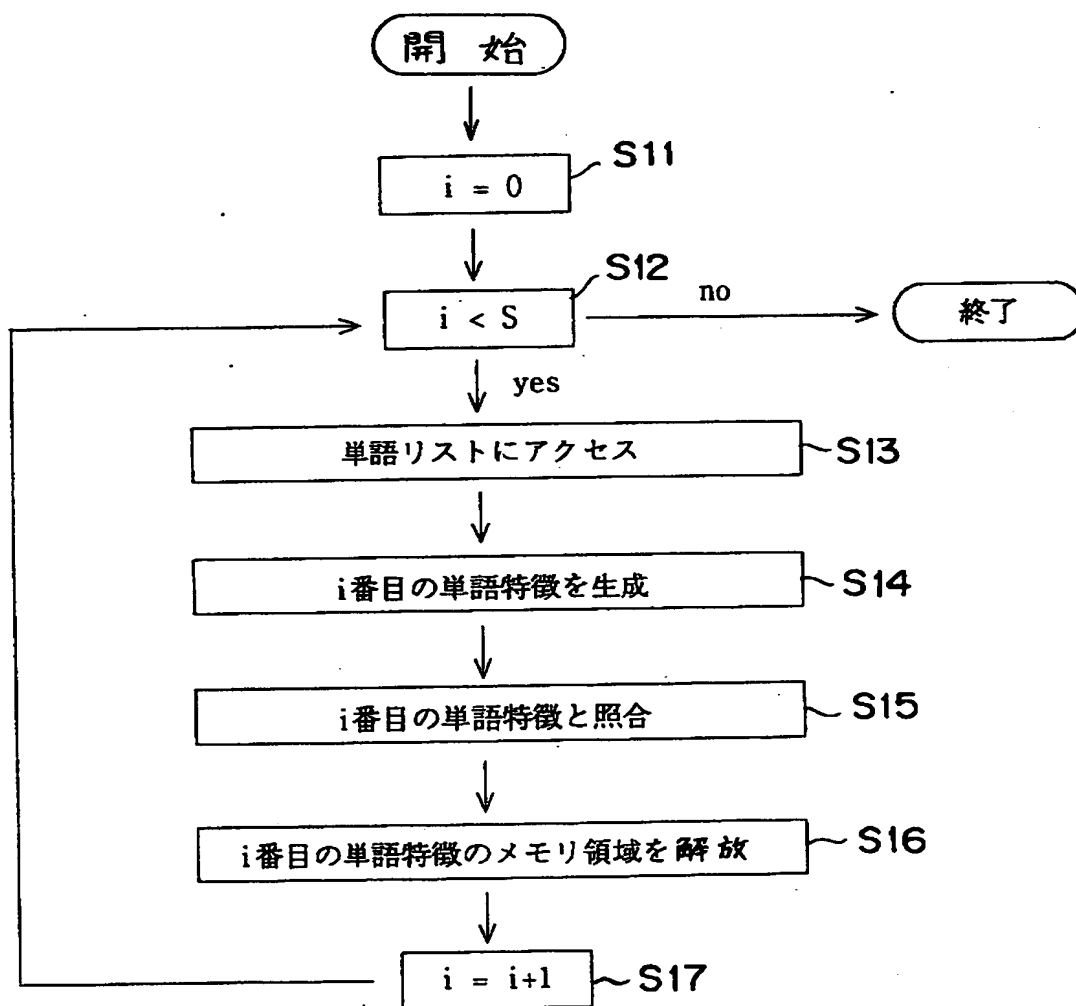 開 始
i = 0
S11
i < S
S12
no
終了
yes
単語リストにアクセス
S13
i番目の単語特徴を生成
S14
i番目の単語特徴と照合
S15
i番目の単語特徴のメモリ領域を解放
S16
i = i+1
S17